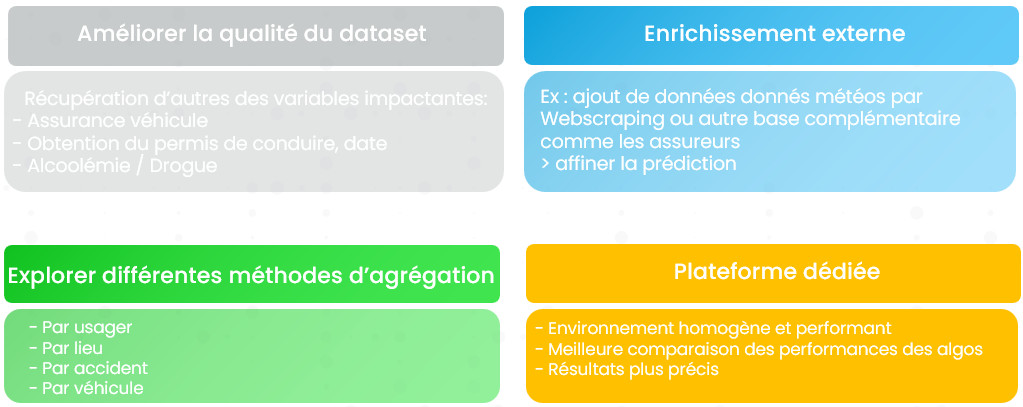 Améliorer la qualité du dataset
Récupération d'autres des variables impactantes:
- Assurance véhicule
- Obtention du permis de conduire, date
- Alcoolémie / Drogue
Enrichissement externe
Ex : ajout de données donnés météos par
Webscraping ou autre base complémentaire
comme les assureurs
> affiner la prédiction
Explorer différentes méthodes d'agrégation
- Par usager
- Par lieu
- Par accident
- Par véhicule
Plateforme dédiée
- Environnement homogène et performant
- Meilleure comparaison des performances des algos
- Résultats plus précis